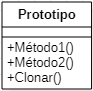 Prototipo
+Método1()
+Método2()
+Clonar()